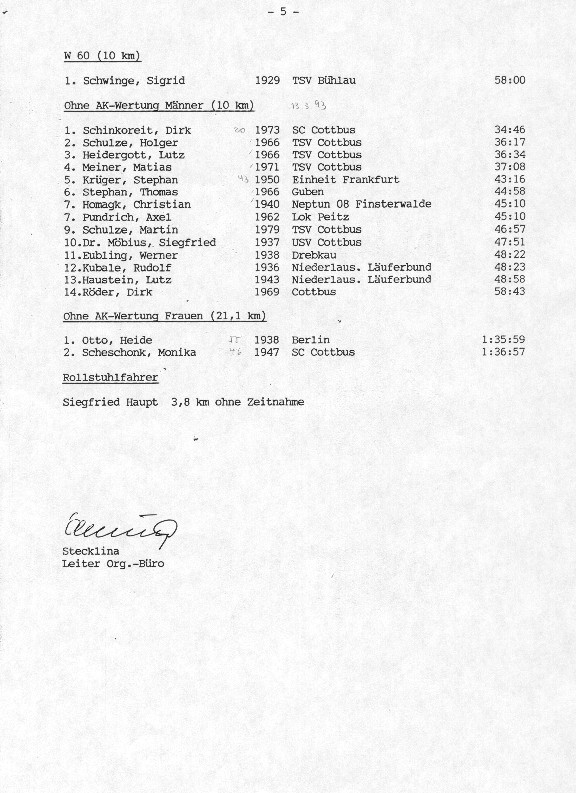 - 5 -
W 60 (10 km)
1. Schwinge, Sigrid 1929 TSV Bühlau 58:00
Ohne AK-Wertung Männer (10 km) 13.3.93
1. Schinkoreit, Dirk 20 1973 SC Cottbus 34:46
2. Schulze, Holger 1966 TSV Cottbus 36:17
3. Heidergott, Lutz 1966 TSV Cottbus 36:34
4. Meiner, Matias 1971 TSV Cottbus 37:08
5. Krüger, Stephan 43 1950 Einheit Frankfurt 43:16
6. Stephan, Thomas 1966 Guben 44:58
7. Homagk, Christian 1940 Neptun 08 Finsterwalde 45:10
7. Pundrich, Axel 1962 Lok Peitz 45:10
9. Schulze, Martin 1979 TSV Cottbus 46:57
10.Dr. Möbius, Siegfried 1937 USV Cottbus 47:51
11.Eubling, Werner 1938 Drebkau 48:22
12.Kubale, Rudolf 1936 Niederlaus. Läuferbund 48:23
13.Haustein, Lutz 1943 Niederlaus. Läuferbund 48:58
14.Röder, Dirk 1969 Cottbus 58:43
Ohne AK-Wertung Frauen (21,1 km)
1. Otto, Heide 55 1938 Berlin 1:35:59
2. Scheschonk, Monika 46 1947 SC Cottbus 1:36:57
Rollstuhlfahrer
Siegfried Haupt 3,8 km ohne Zeitnahme
Stecklina
Leiter Org.-Büro